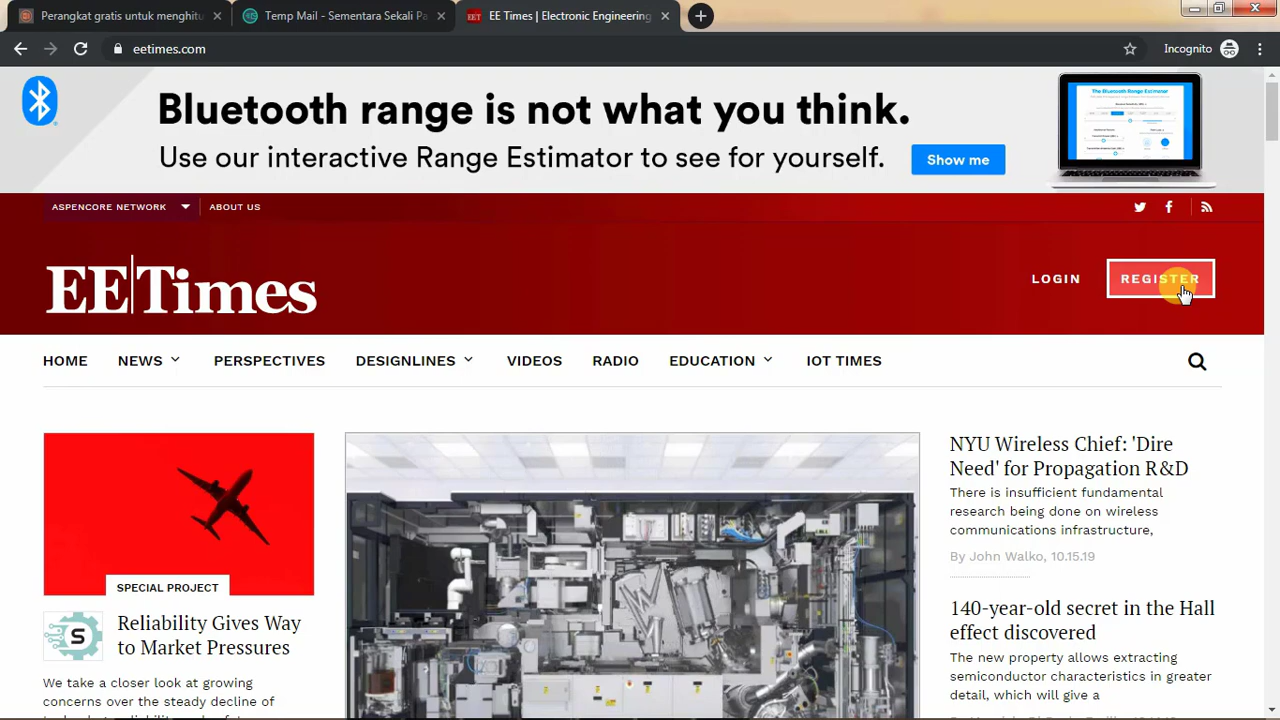 Perangkat gratis untuk menghitu
Temp Mail - Sementara Sekali Pa
EE Times | Electronic Engineering
eetimes.com
Incognito
Bluetooth range is not what you think.
Use our interactive Range Estimator to see for yourself.
Show me
The Bluetooth Range Estimator
ASPENCORE NETWORK
ABOUT US
EE Times
LOGIN
REGISTER
HOME
NEWS
PERSPECTIVES
DESIGNLINES
VIDEOS
RADIO
EDUCATION
IOT TIMES
SPECIAL PROJECT
Reliability Gives Way
to Market Pressures
We take a closer look at growing
concerns over the steady decline of
NYU Wireless Chief: 'Dire
Need' for Propagation R&D
There is insufficient fundamental
research being done on wireless
communications infrastructure,
By John Walko, 10.15.19
140-year-old secret in the Hall
effect discovered
The new property allows extracting
semiconductor characteristics in greater
detail, which will give a